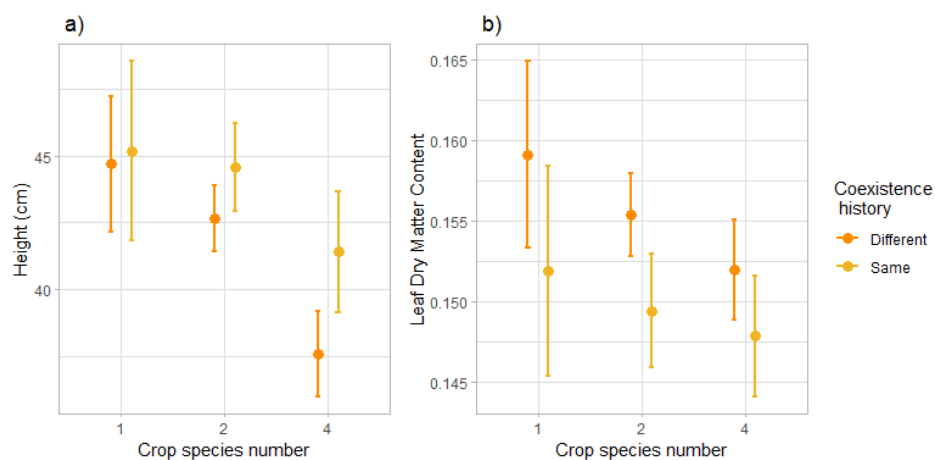 a)
Height (cm)
45
40
1
2
4
Crop species number
b)
Leaf Dry Matter Content
0.165
0.160
0.155
0.150
0.145
1
2
4
Crop species number
Coexistence
history
Different
Same